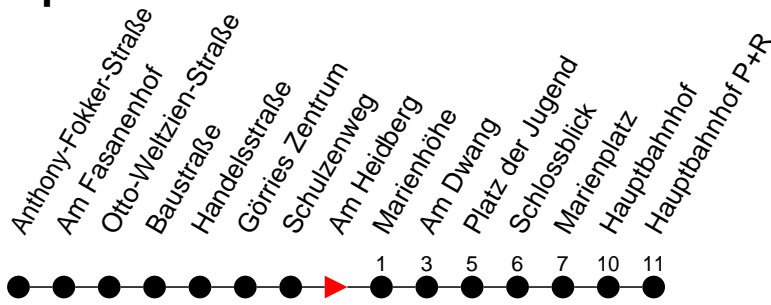 Anthony-Fokker-Straße
Am Fasanenhof
Otto-Weltzien-Straße
Baustraße
Handelsstraße
Görries Zentrum
Schulzenweg
Am Heidberg
Marienhöhe
Am Dwang
Platz der Jugend
Schlossblick
Marienplatz
Hauptbahnhof
Hauptbahnhof P+R
1 3 5 6 7 10 11